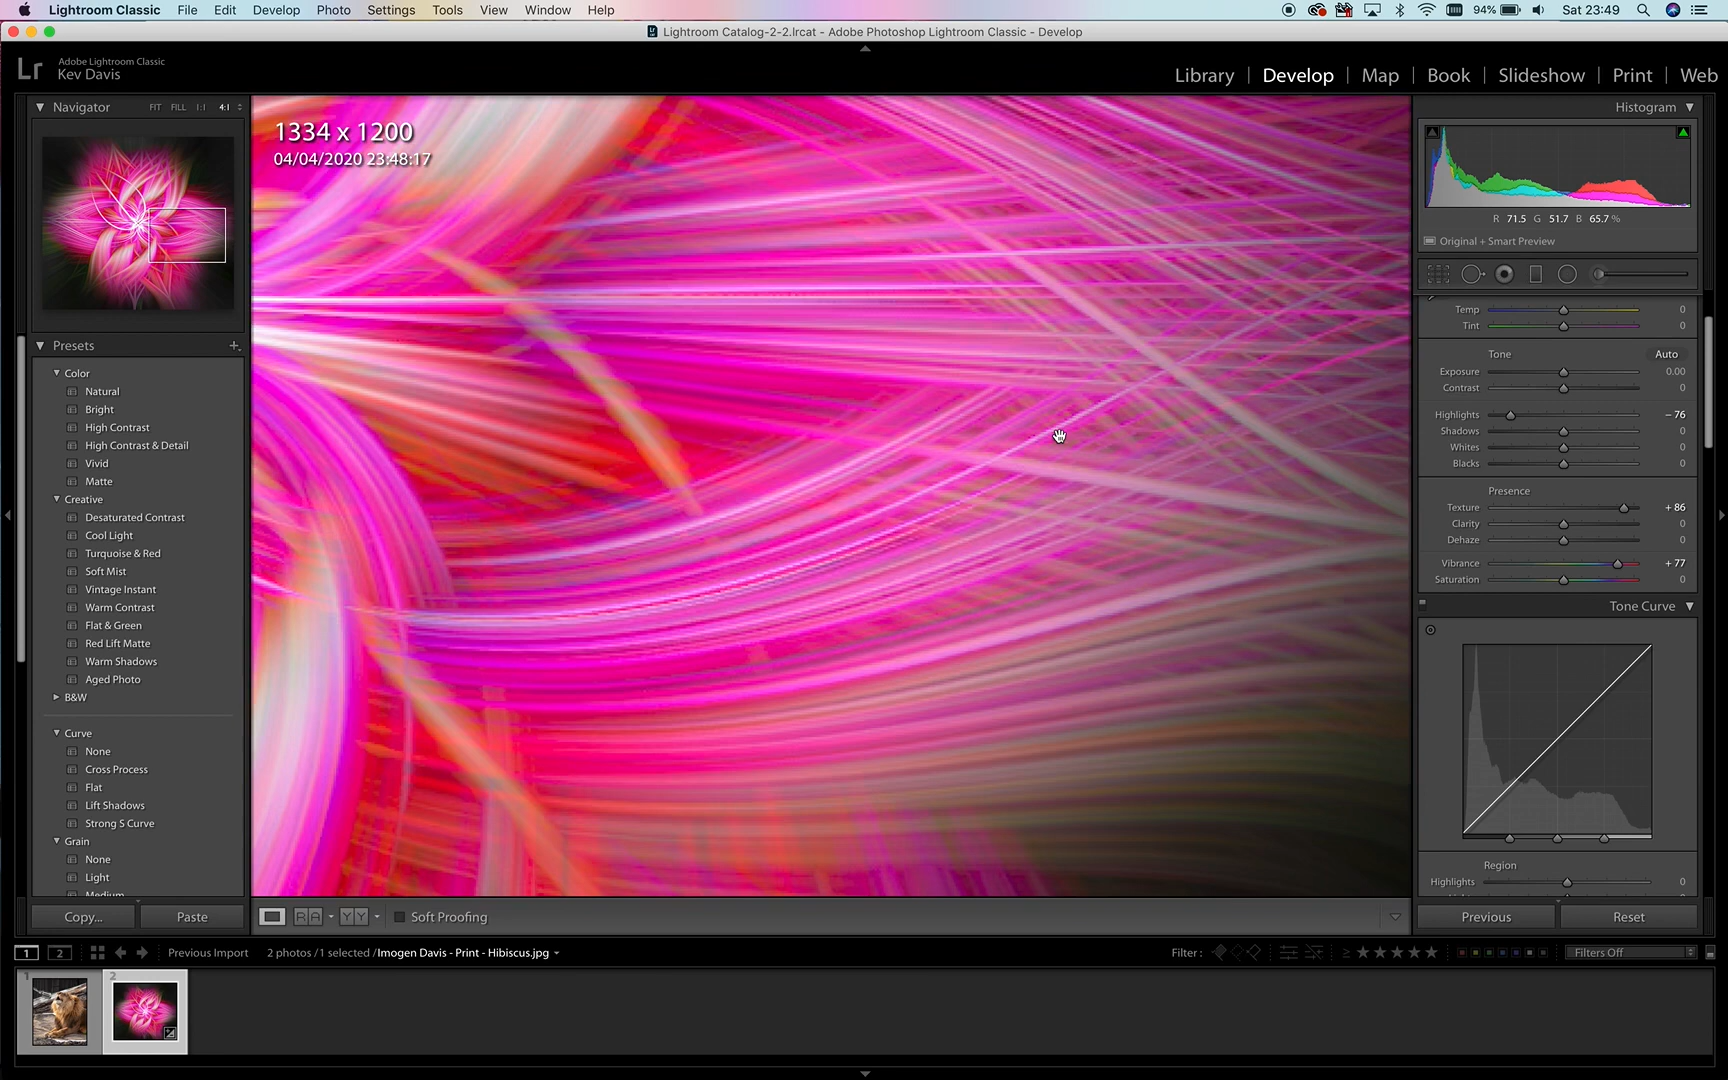 Lightroom Classic File Edit Develop Photo Settings Tools View Window Help 94% Sat 23:49
Lightroom Catalog-2-2.lrcat - Adobe Photoshop Lightroom Classic - Develop
Lr Adobe Lightroom Classic
Kev Davis
Library | Develop | Map | Book | Slideshow | Print | Web
Navigator FIT FILL 1:1 4:1
Histogram
1334 x 1200
04/04/2020 23:48:17
R 71.5 G 51.7 B 65.7 %
Original + Smart Preview
Temp 0
Tint 0
Tone Auto
Exposure 0.00
Contrast 0
Highlights - 76
Shadows 0
Whites 0
Blacks 0
Presence
Texture + 86
Clarity 0
Dehaze 0
Vibrance + 77
Saturation 0
Tone Curve
Region
Highlights 0
Presets
Color
Natural
Bright
High Contrast
High Contrast & Detail
Vivid
Matte
Creative
Desaturated Contrast
Cool Light
Turquoise & Red
Soft Mist
Vintage Instant
Warm Contrast
Flat & Green
Red Lift Matte
Warm Shadows
Aged Photo
B&W
Curve
None
Cross Process
Flat
Lift Shadows
Strong S Curve
Grain
None
Light
Medium
Copy... Paste
R A Y Y Soft Proofing
Previous Reset
1 2 Previous Import 2 photos / 1 selected / Imogen Davis - Print - Hibiscus.jpg Filter : ≥ Filters Off
1 2